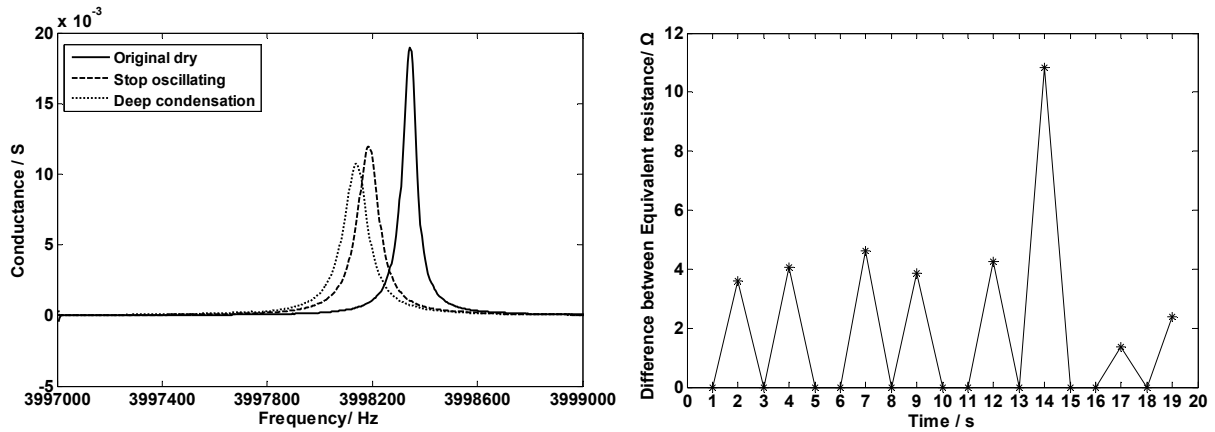 x 10⁻³
20
15
10
5
0
-5
Conductance / S
Original dry
Stop oscillating
Deep condensation
3997000 3997400 3997800 3998200 3998600 3999000
Frequency/ Hz
12
10
8
6
4
2
0
Difference between Equivalent resistance/ Ω
0 1 2 3 4 5 6 7 8 9 10 11 12 13 14 15 16 17 18 19 20
Time / s